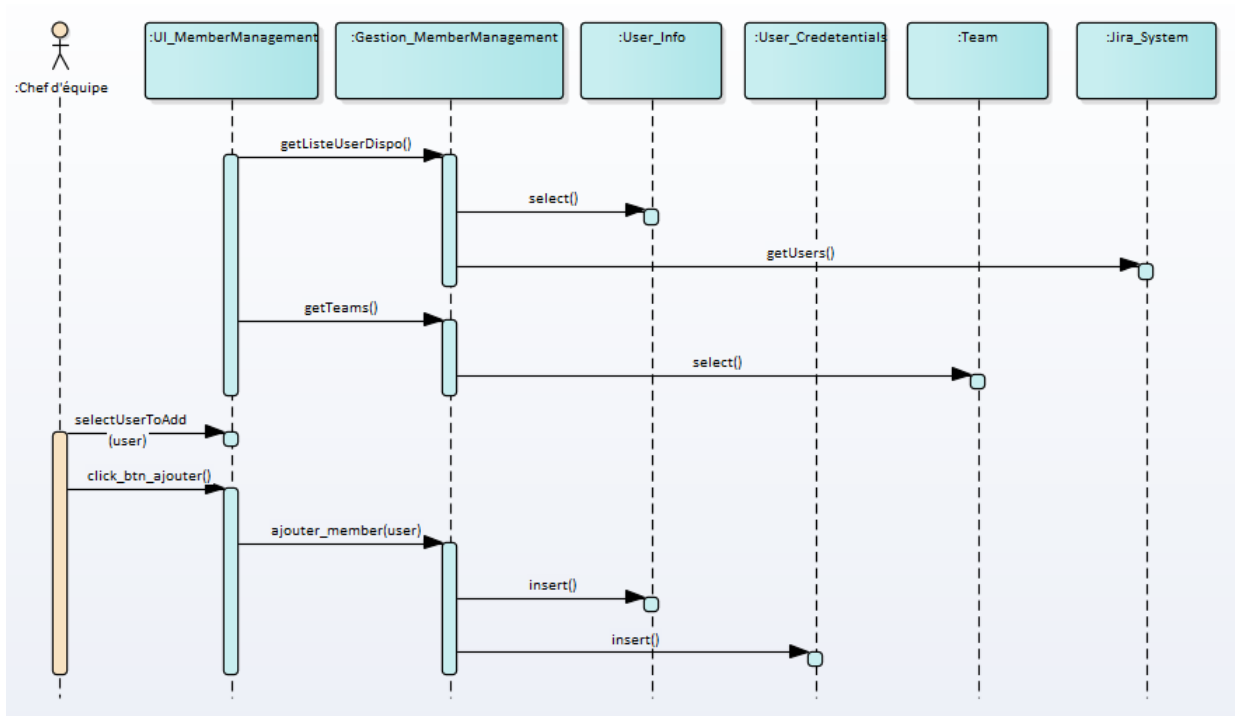 :Chef d'équipe
:UI_MemberManagement
:Gestion_MemberManagement
:User_Info
:User_Credetentials
:Team
:Jira_System
getListeUserDispo()
select()
getUsers()
getTeams()
select()
selectUserToAdd
(user)
click_btn_ajouter()
ajouter_member(user)
insert()
insert()